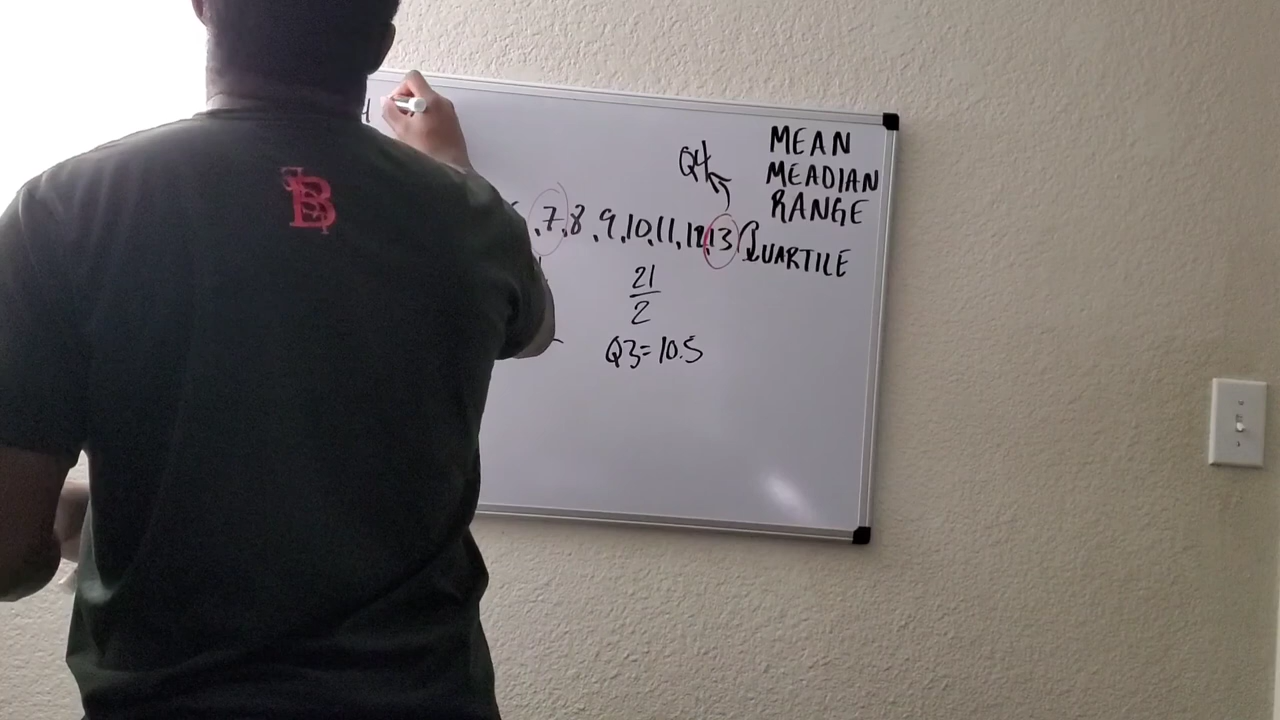 MEAN
MEADIAN
RANGE
QUARTILE
Q4
,7,8,9,10,11,12,13
21
2
Q3=10.5
B